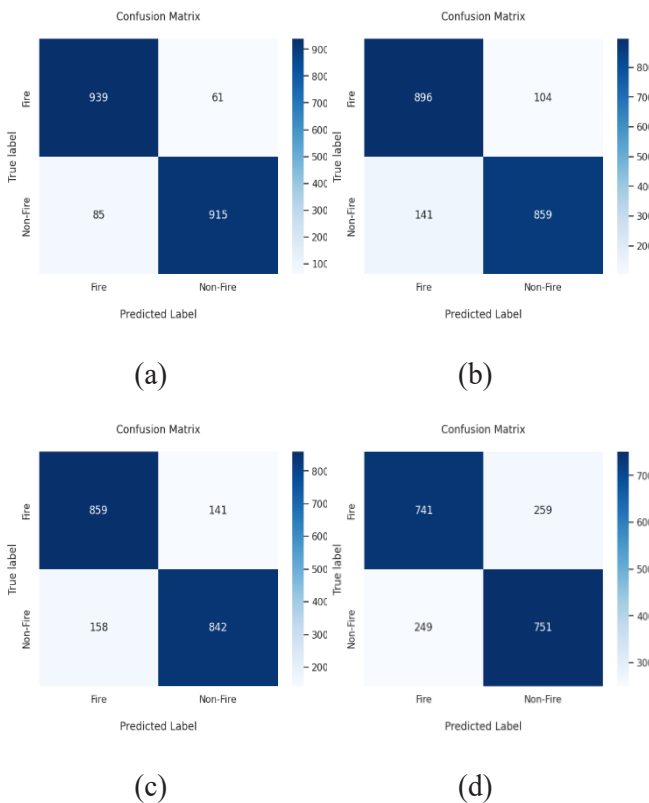 Confusion Matrix
Fire
939
61
Non-Fire
85
915
True label
Fire
Non-Fire
Predicted Label
900
800
700
600
500
400
300
200
100
(a)
Confusion Matrix
Fire
896
104
Non-Fire
141
859
True label
Fire
Non-Fire
Predicted Label
800
700
600
500
400
300
200
(b)
Confusion Matrix
Fire
859
141
Non-Fire
158
842
True label
Fire
Non-Fire
Predicted Label
800
700
600
500
400
300
200
(c)
Confusion Matrix
Fire
741
259
Non-Fire
249
751
True label
Fire
Non-Fire
Predicted Label
700
600
500
400
300
(d)